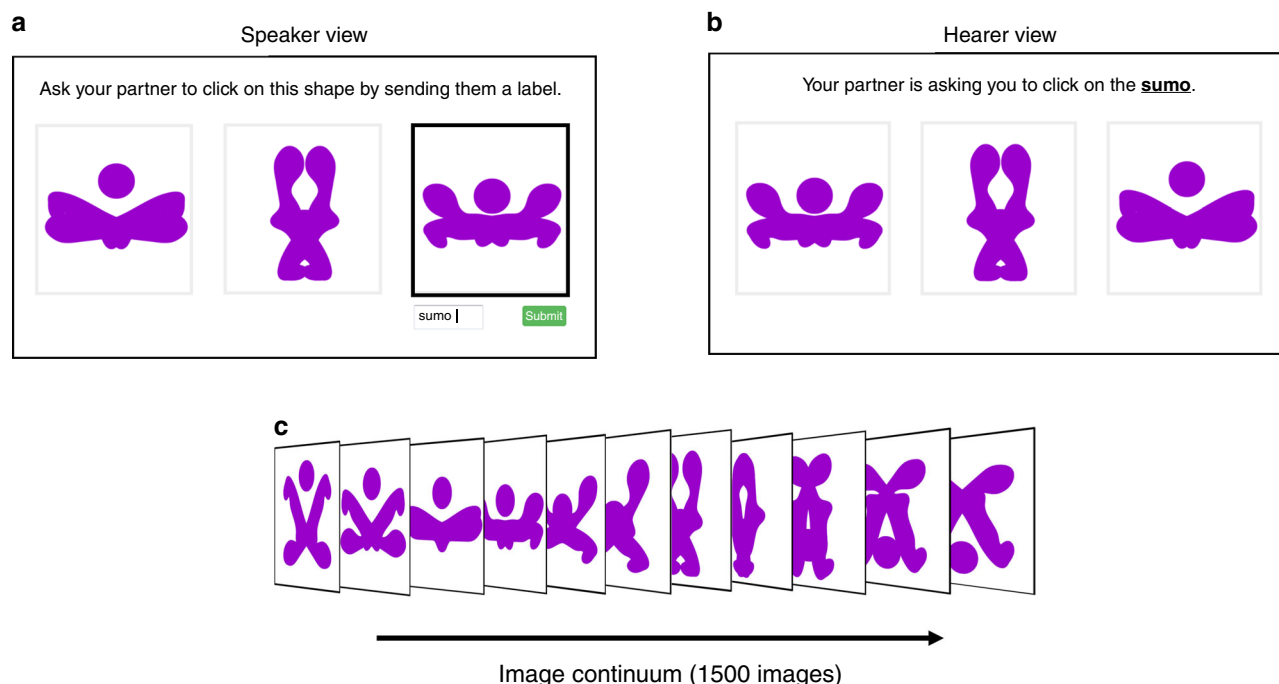 a
Speaker view
Ask your partner to click on this shape by sending them a label.
sumo
Submit
b
Hearer view
Your partner is asking you to click on the sumo.
c
Image continuum (1500 images)